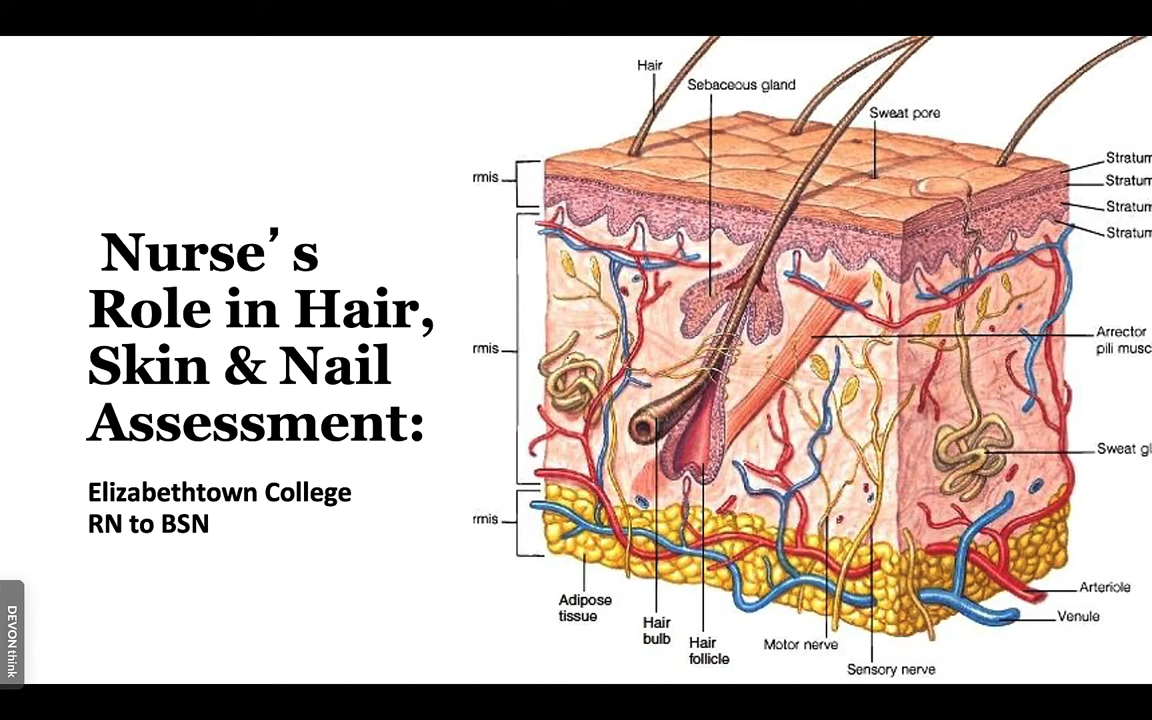 Nurse’s
Role in Hair,
Skin & Nail
Assessment:
Elizabethtown College
RN to BSN
Hair
Sebaceous gland
Sweat pore
rmis
Stratum
Stratum
Stratum
Stratum
rmis
Arrector
pili musc
Sweat gl
rmis
Adipose
tissue
Hair
bulb
Hair
follicle
Motor nerve
Sensory nerve
Arteriole
Venule
DEVONthink